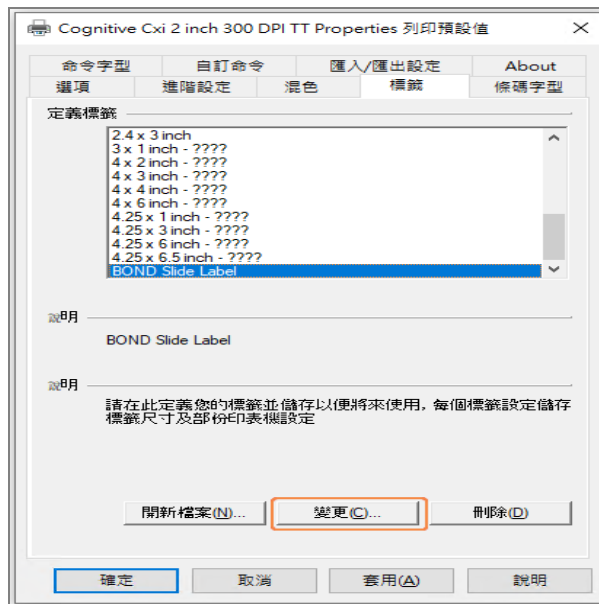 Cognitive Cxi 2 inch 300 DPI TT Properties 列印預設值
命令字型 自訂命令 匯入/匯出設定 About
選項 進階設定 混色 標籤 條碼字型
定義標籤
2.4 x 3 inch
3 x 1 inch - ????
4 x 2 inch - ????
4 x 3 inch - ????
4 x 4 inch - ????
4 x 6 inch - ????
4.25 x 1 inch - ????
4.25 x 3 inch - ????
4.25 x 6 inch - ????
4.25 x 6.5 inch - ????
BOND Slide Label
說明
BOND Slide Label
說明
請在此定義您的標籤並儲存以便將來使用, 每個標籤設定儲存
標籤尺寸及部份印表機設定
開新檔案(N)... 變更(C)... 刪除(D)
確定 取消 套用(A) 說明